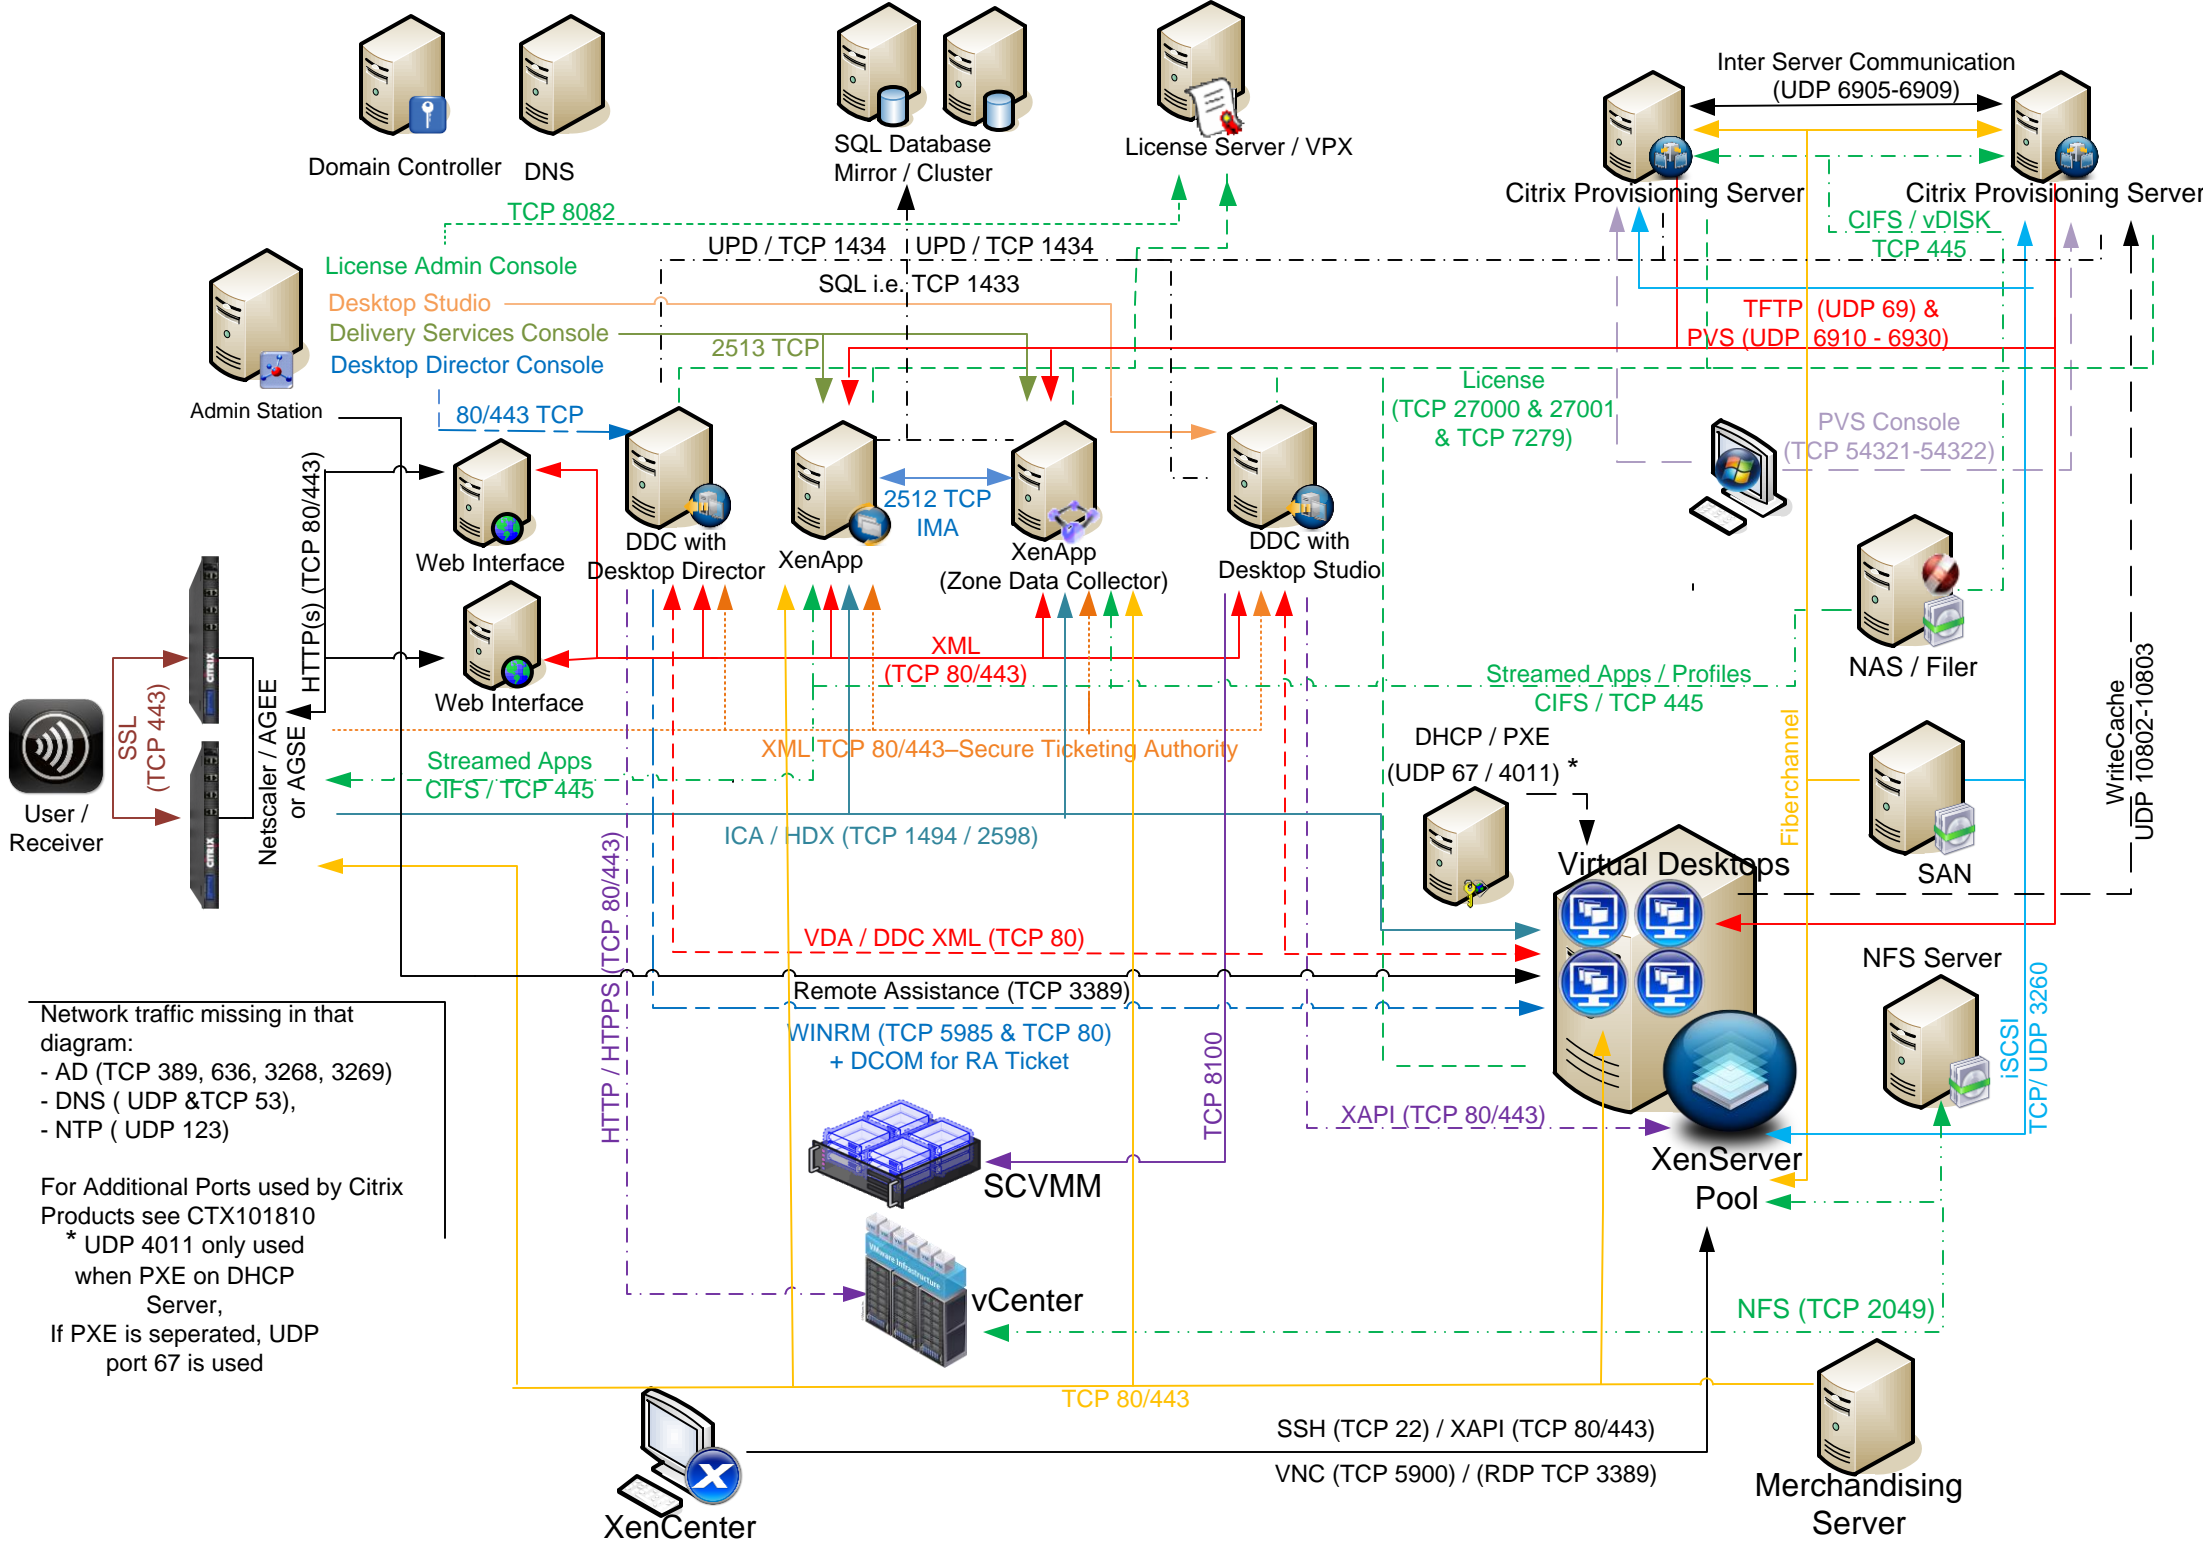 Domain Controller
DNS
SQL Database
Mirror / Cluster
License Server / VPX
Inter Server Communication
(UDP 6905-6909)
Citrix Provisioning Server
Citrix Provisioning Server
TCP 8082
UPD / TCP 1434
UPD / TCP 1434
SQL i.e. TCP 1433
CIFS / vDISK
TCP 445
License Admin Console
Desktop Studio
Delivery Services Console
Desktop Director Console
Admin Station
2513 TCP
80/443 TCP
TFTP (UDP 69) &
PVS (UDP 6910 - 6930)
License
(TCP 27000 & 27001
& TCP 7279)
PVS Console
(TCP 54321-54322)
HTTP(s) (TCP 80/443)
Web Interface
DDC with
Desktop Director
XenApp
2512 TCP
IMA
XenApp
(Zone Data Collector)
DDC with
Desktop Studio
NAS / Filer
Web Interface
XML
(TCP 80/443)
Streamed Apps / Profiles
CIFS / TCP 445
SSL
(TCP 443)
CITRIX
CITRIX
User /
Receiver
Netscaler / AGEE
or AGSE
XML TCP 80/443–Secure Ticketing Authority
Streamed Apps
CIFS / TCP 445
DHCP / PXE
(UDP 67 / 4011) *
Fiberchannel
WriteCache
UDP 10802-10803
ICA / HDX (TCP 1494 / 2598)
Virtual Desktops
SAN
HTTP / HTPPS (TCP 80/443)
VDA / DDC XML (TCP 80)
NFS Server
Remote Assistance (TCP 3389)
WINRM (TCP 5985 & TCP 80)
+ DCOM for RA Ticket
TCP 8100
iSCSI
TCP/ UDP 3260
XAPI (TCP 80/443)
Network traffic missing in that
diagram:
- AD (TCP 389, 636, 3268, 3269)
- DNS ( UDP &TCP 53),
- NTP ( UDP 123)
For Additional Ports used by Citrix
Products see CTX101810
* UDP 4011 only used
when PXE on DHCP
Server,
If PXE is seperated, UDP
port 67 is used
SCVMM
XenServer
Pool
VMware Infrastructure
vCenter
NFS (TCP 2049)
TCP 80/443
SSH (TCP 22) / XAPI (TCP 80/443)
VNC (TCP 5900) / (RDP TCP 3389)
XenCenter
Merchandising
Server